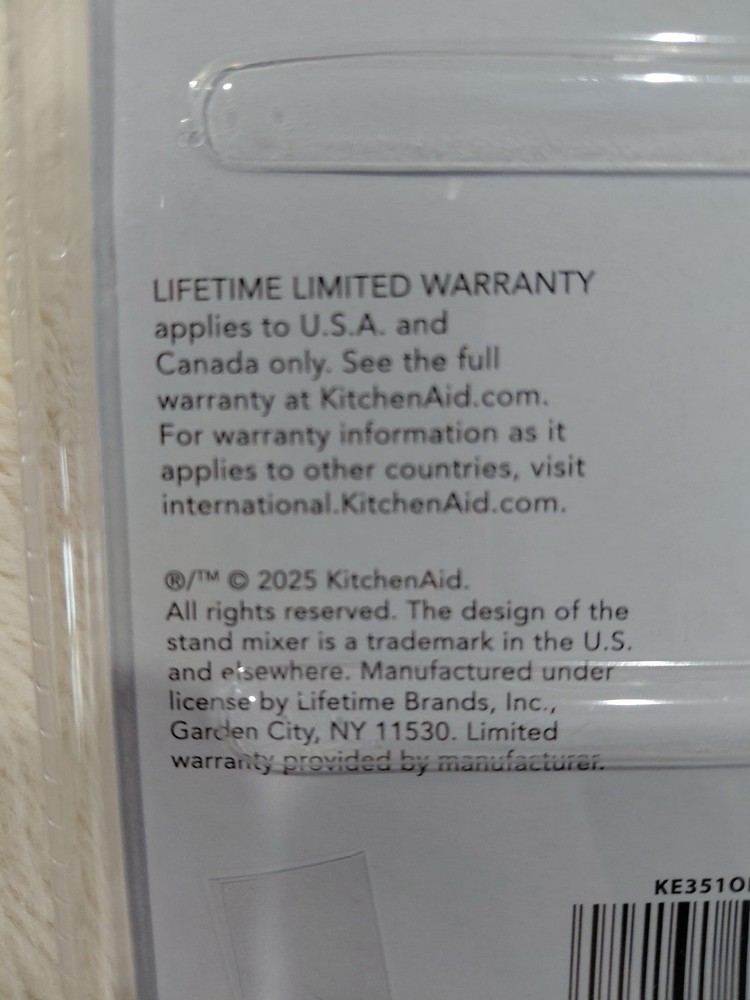 LIFETIME LIMITED WARRANTY
applies to U.S.A. and
Canada only. See the full
warranty at KitchenAid.com.
For warranty information as it
applies to other countries, visit
international.KitchenAid.com.
®/™ © 2025 KitchenAid.
All rights reserved. The design of the
stand mixer is a trademark in the U.S.
and elsewhere. Manufactured under
license by Lifetime Brands, Inc.,
Garden City, NY 11530. Limited
warranty provided by manufacturer.